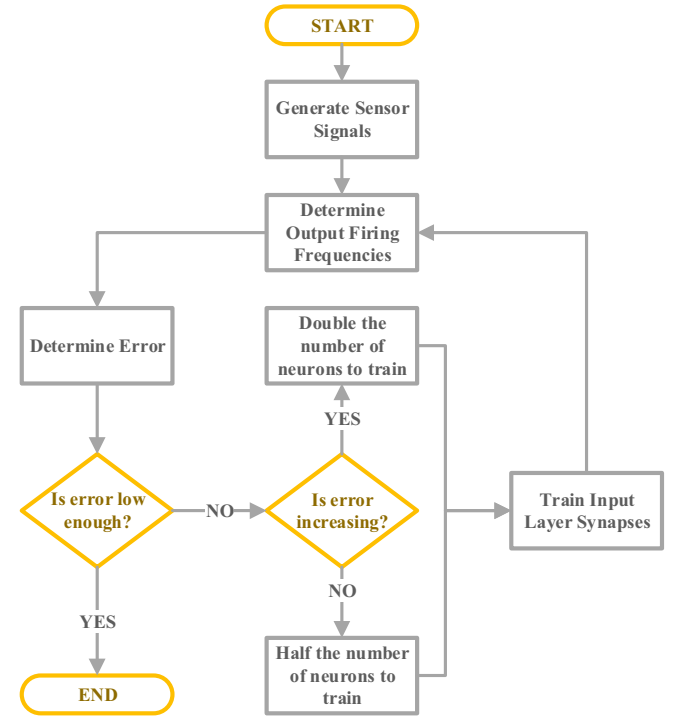 START
Generate Sensor
Signals
Determine
Output Firing
Frequencies
Determine Error
Double the
number of
neurons to train
YES
Is error low
enough?
NO
Is error
increasing?
Train Input
Layer Synapses
NO
YES
Half the number
of neurons to
train
END